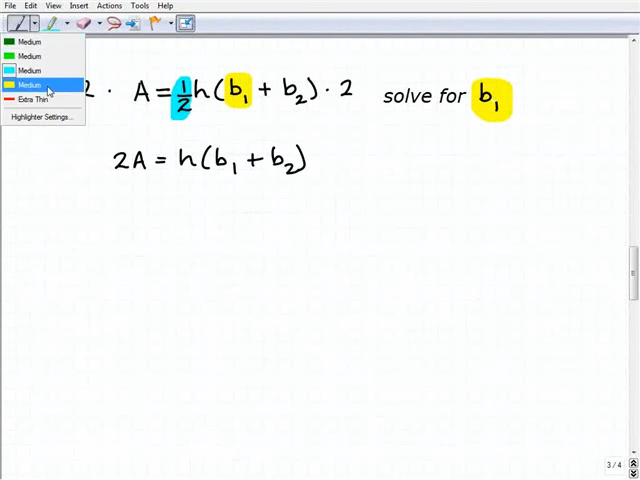 File Edit View Insert Actions Tools Help
Medium
Medium
Medium
Medium
Extra Thin
Highlighter Settings...
2 · A = 1/2 h(b₁ + b₂) · 2 solve for b₁
2A = h(b₁ + b₂)
3 / 4